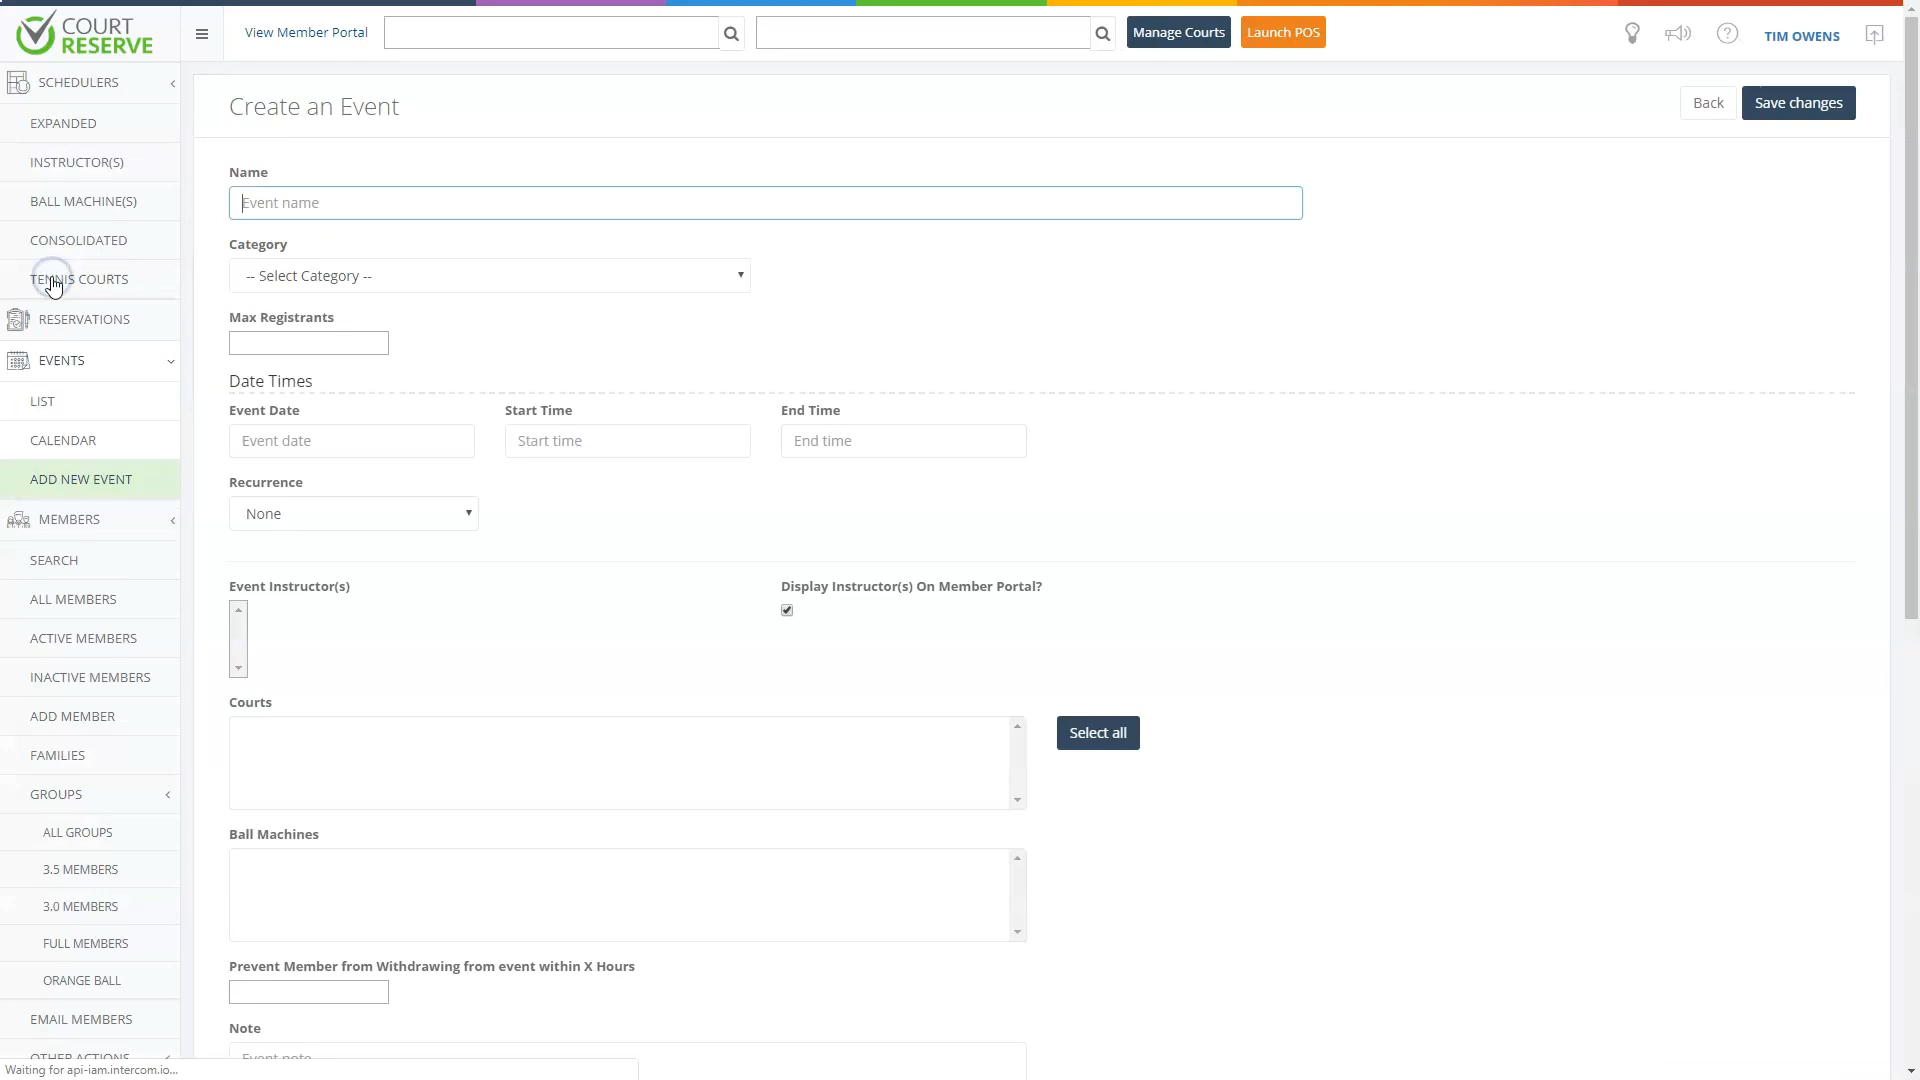 COURT
RESERVE
View Member Portal
Manage Courts
Launch POS
TIM OWENS
SCHEDULERS
EXPANDED
INSTRUCTOR(S)
BALL MACHINE(S)
CONSOLIDATED
TENNIS COURTS
RESERVATIONS
EVENTS
LIST
CALENDAR
ADD NEW EVENT
MEMBERS
SEARCH
ALL MEMBERS
ACTIVE MEMBERS
INACTIVE MEMBERS
ADD MEMBER
FAMILIES
GROUPS
ALL GROUPS
3.5 MEMBERS
3.0 MEMBERS
FULL MEMBERS
ORANGE BALL
EMAIL MEMBERS
OTHER ACTIONS
Waiting for api-iam.intercom.io...
Create an Event
Back
Save changes
Name
Event name
Category
-- Select Category --
Max Registrants
Date Times
Event Date Start Time End Time
Event date Start time End time
Recurrence
None
Event Instructor(s) Display Instructor(s) On Member Portal?
Courts
Select all
Ball Machines
Prevent Member from Withdrawing from event within X Hours
Note
Event note